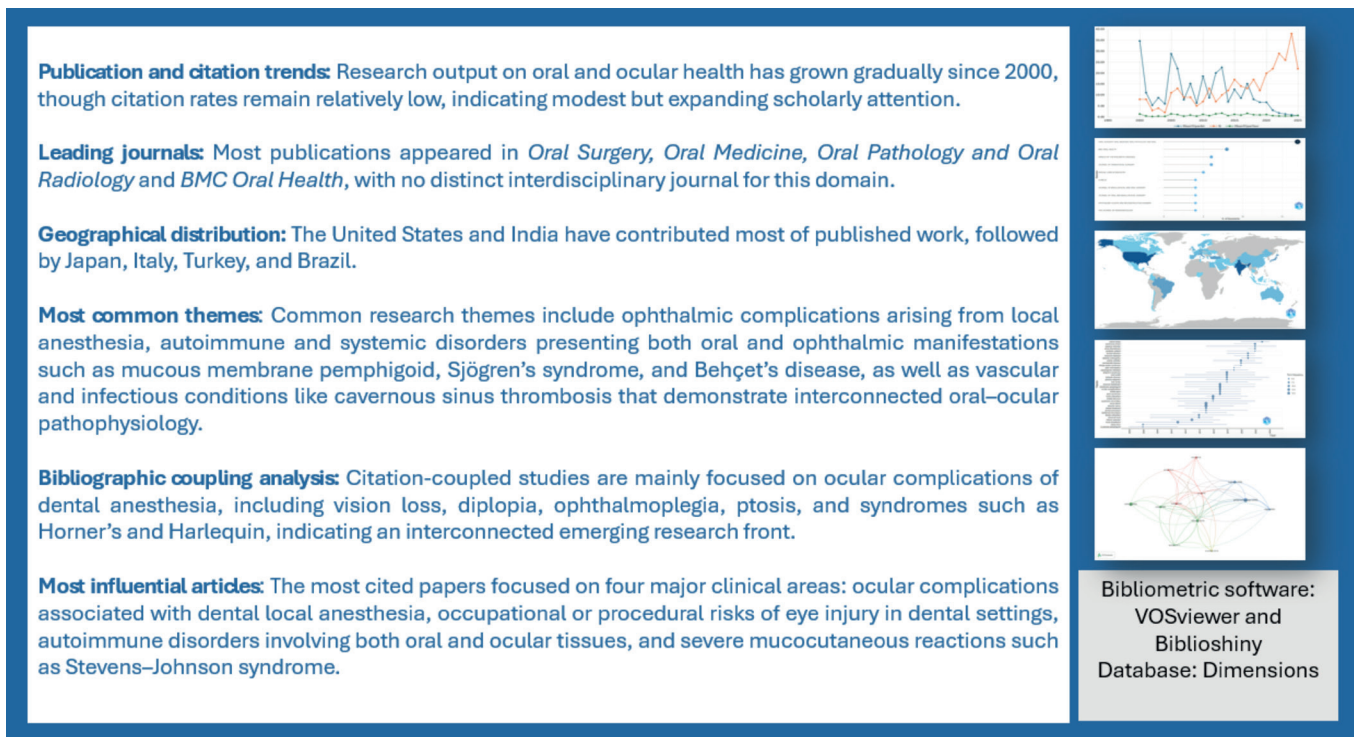 Publication and citation trends: Research output on oral and ocular health has grown gradually since 2000,
though citation rates remain relatively low, indicating modest but expanding scholarly attention.
Leading journals: Most publications appeared in Oral Surgery, Oral Medicine, Oral Pathology and Oral
Radiology and BMC Oral Health, with no distinct interdisciplinary journal for this domain.
Geographical distribution: The United States and India have contributed most of published work, followed
by Japan, Italy, Turkey, and Brazil.
Most common themes: Common research themes include ophthalmic complications arising from local
anesthesia, autoimmune and systemic disorders presenting both oral and ophthalmic manifestations
such as mucous membrane pemphigoid, Sjögren's syndrome, and Behçet's disease, as well as vascular
and infectious conditions like cavernous sinus thrombosis that demonstrate interconnected oral–ocular
pathophysiology.
Bibliographic coupling analysis: Citation-coupled studies are mainly focused on ocular complications of
dental anesthesia, including vision loss, diplopia, ophthalmoplegia, ptosis, and syndromes such as
Horner's and Harlequin, indicating an interconnected emerging research front.
Most influential articles: The most cited papers focused on four major clinical areas: ocular complications
associated with dental local anesthesia, occupational or procedural risks of eye injury in dental settings,
autoimmune disorders involving both oral and ocular tissues, and severe mucocutaneous reactions such
as Stevens–Johnson syndrome.
Bibliometric software:
VOSviewer and
Biblioshiny
Database: Dimensions